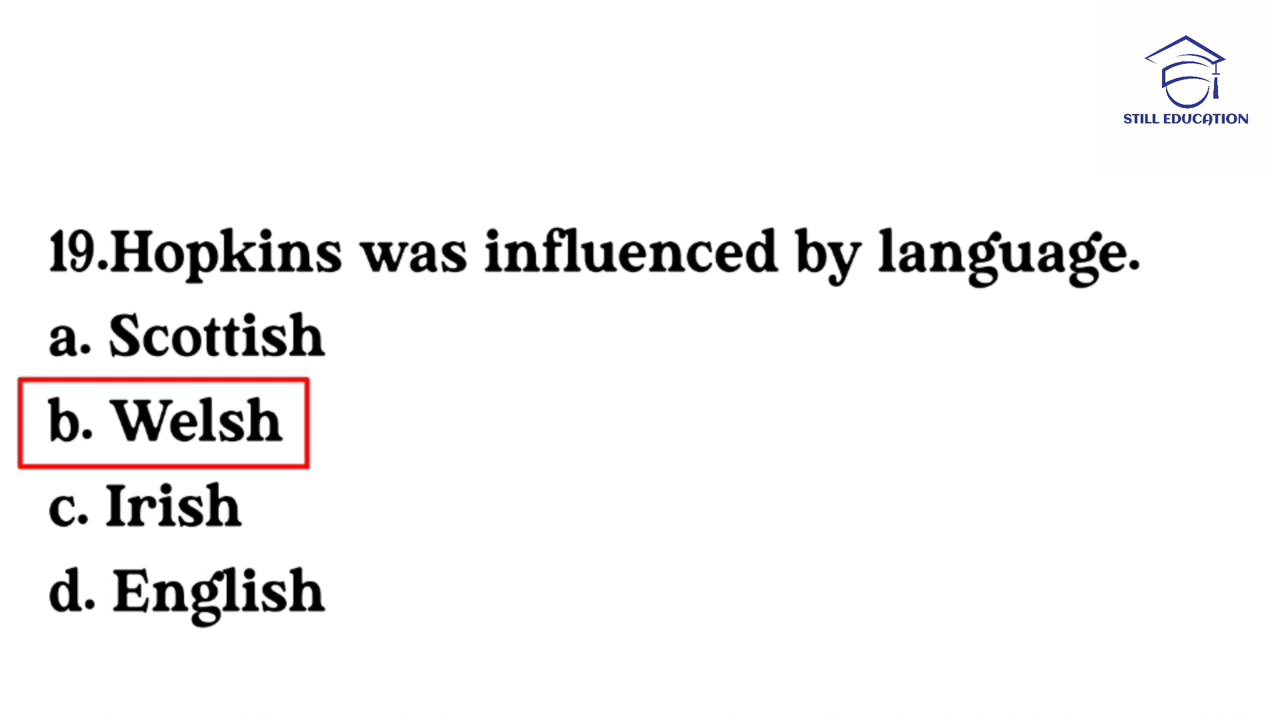 STILL EDUCATION
19.Hopkins was influenced by language.
a. Scottish
b. Welsh
c. Irish
d. English